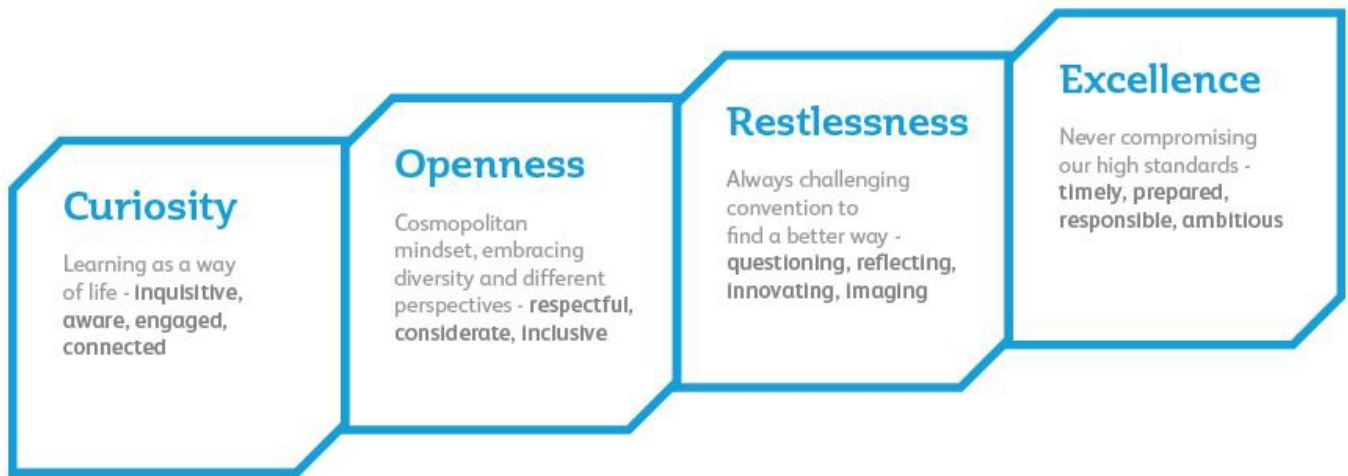 Curiosity
Learning as a way
of life - inquisitive,
aware, engaged,
connected
Openness
Cosmopolitan
mindset, embracing
diversity and different
perspectives - respectful,
considerate, inclusive
Restlessness
Always challenging
convention to
find a better way -
questioning, reflecting,
innovating, imaging
Excellence
Never compromising
our high standards -
timely, prepared,
responsible, ambitious